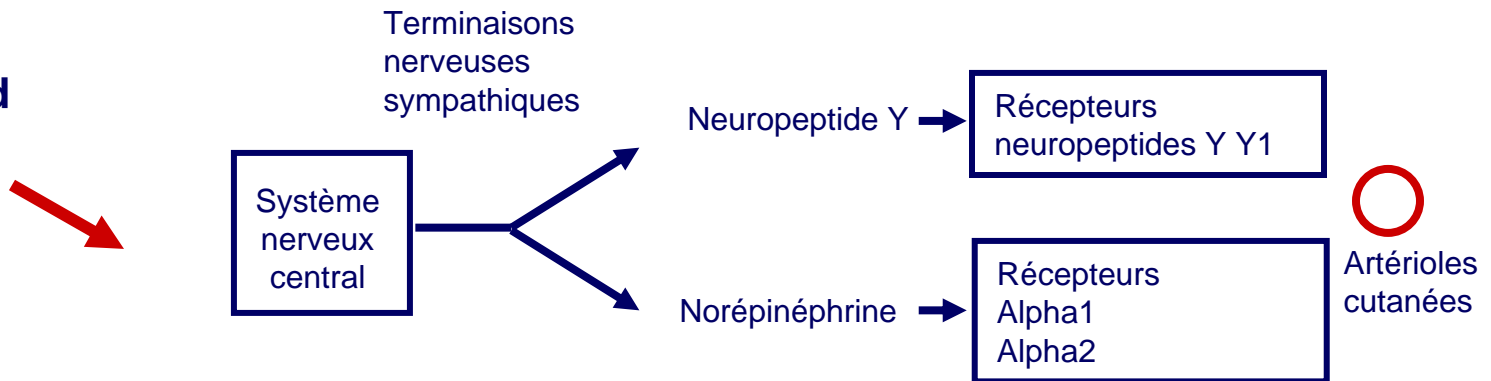 Terminaisons
nerveuses
sympathiques
d
Neuropeptide Y
Récepteurs
neuropeptides Y Y1
Système
nerveux
central
Norépinéphrine
Récepteurs
Alpha1
Alpha2
Artérioles
cutanées